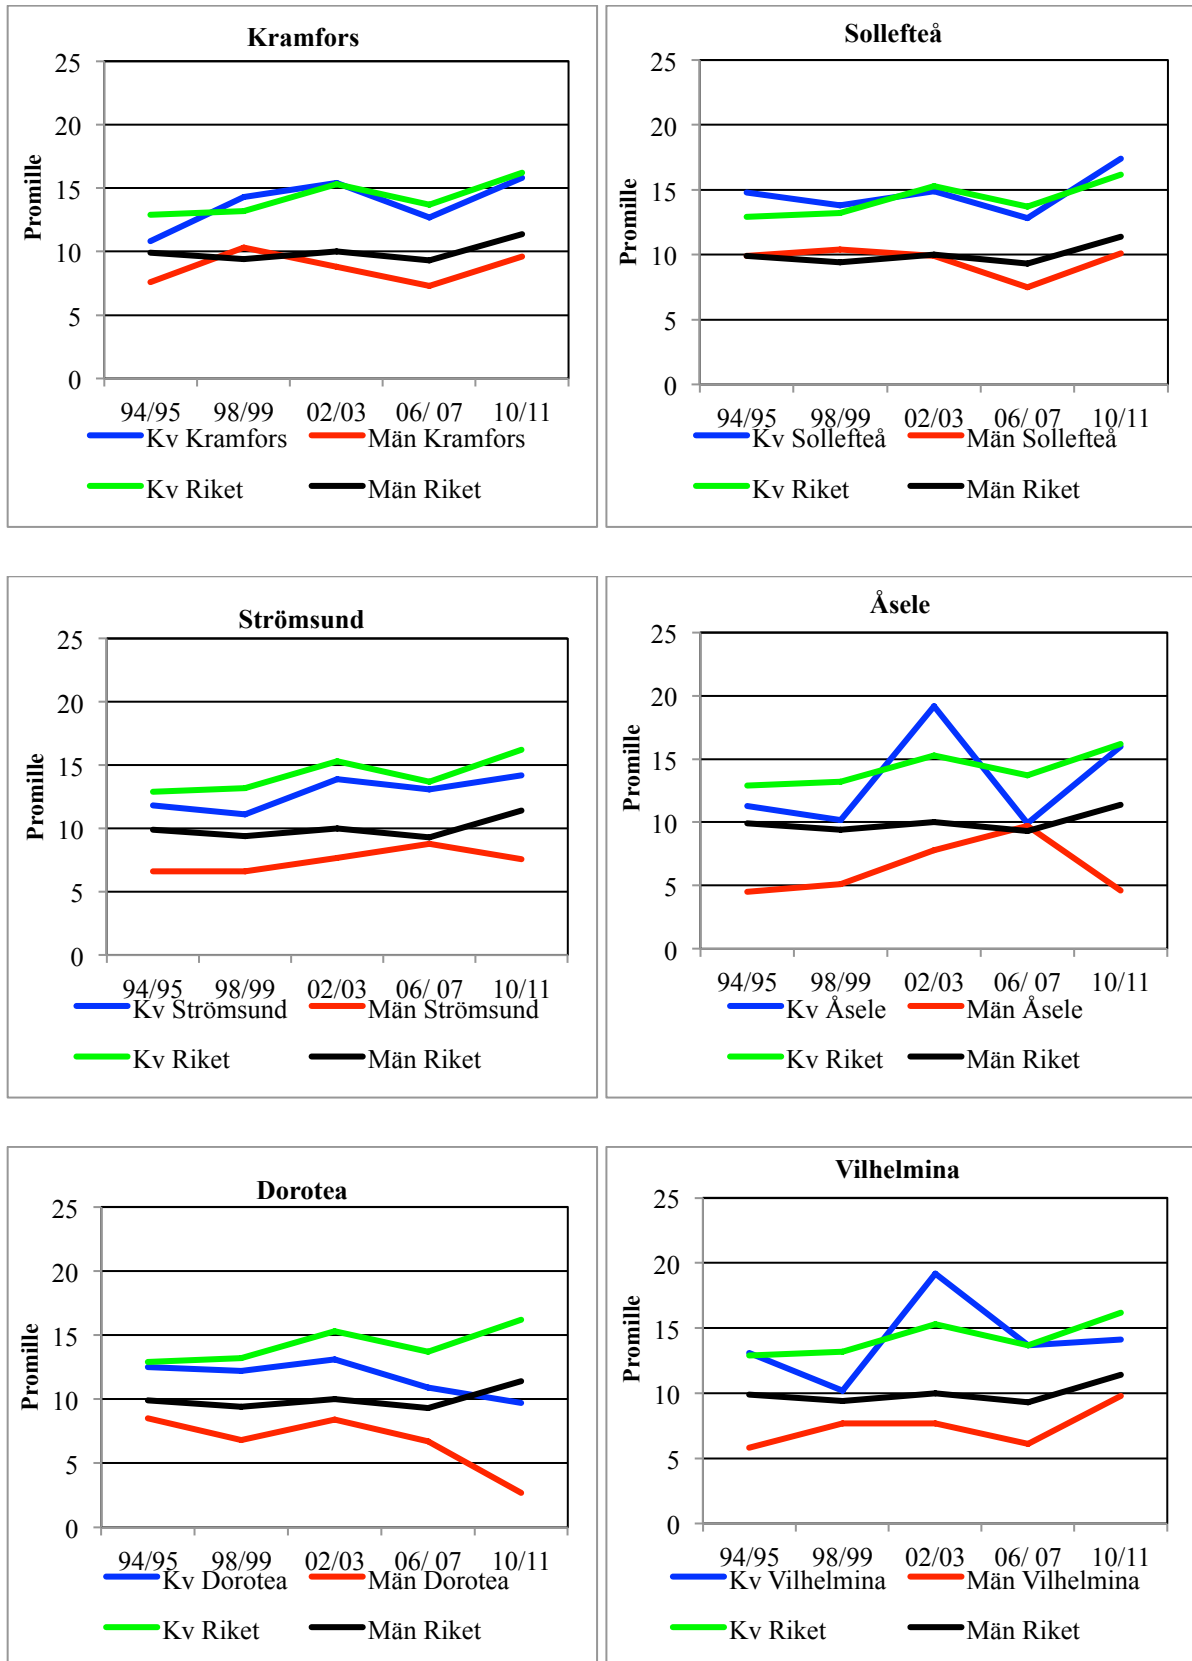 Kramfors
Promille
25
20
15
10
5
0
94/95 98/99 02/03 06/ 07 10/11
Kv Kramfors Män Kramfors
Kv Riket Män Riket
Sollefteå
Promille
25
20
15
10
5
0
94/95 98/99 02/03 06/ 07 10/11
Kv Sollefteå Män Sollefteå
Kv Riket Män Riket
Strömsund
Promille
25
20
15
10
5
0
94/95 98/99 02/03 06/ 07 10/11
Kv Strömsund Män Strömsund
Kv Riket Män Riket
Åsele
Promille
25
20
15
10
5
0
94/95 98/99 02/03 06/ 07 10/11
Kv Åsele Män Åsele
Kv Riket Män Riket
Dorotea
Promille
25
20
15
10
5
0
94/95 98/99 02/03 06/ 07 10/11
Kv Dorotea Män Dorotea
Kv Riket Män Riket
Vilhelmina
Promille
25
20
15
10
5
0
94/95 98/99 02/03 06/ 07 10/11
Kv Vilhelmina Män Vilhelmina
Kv Riket Män Riket